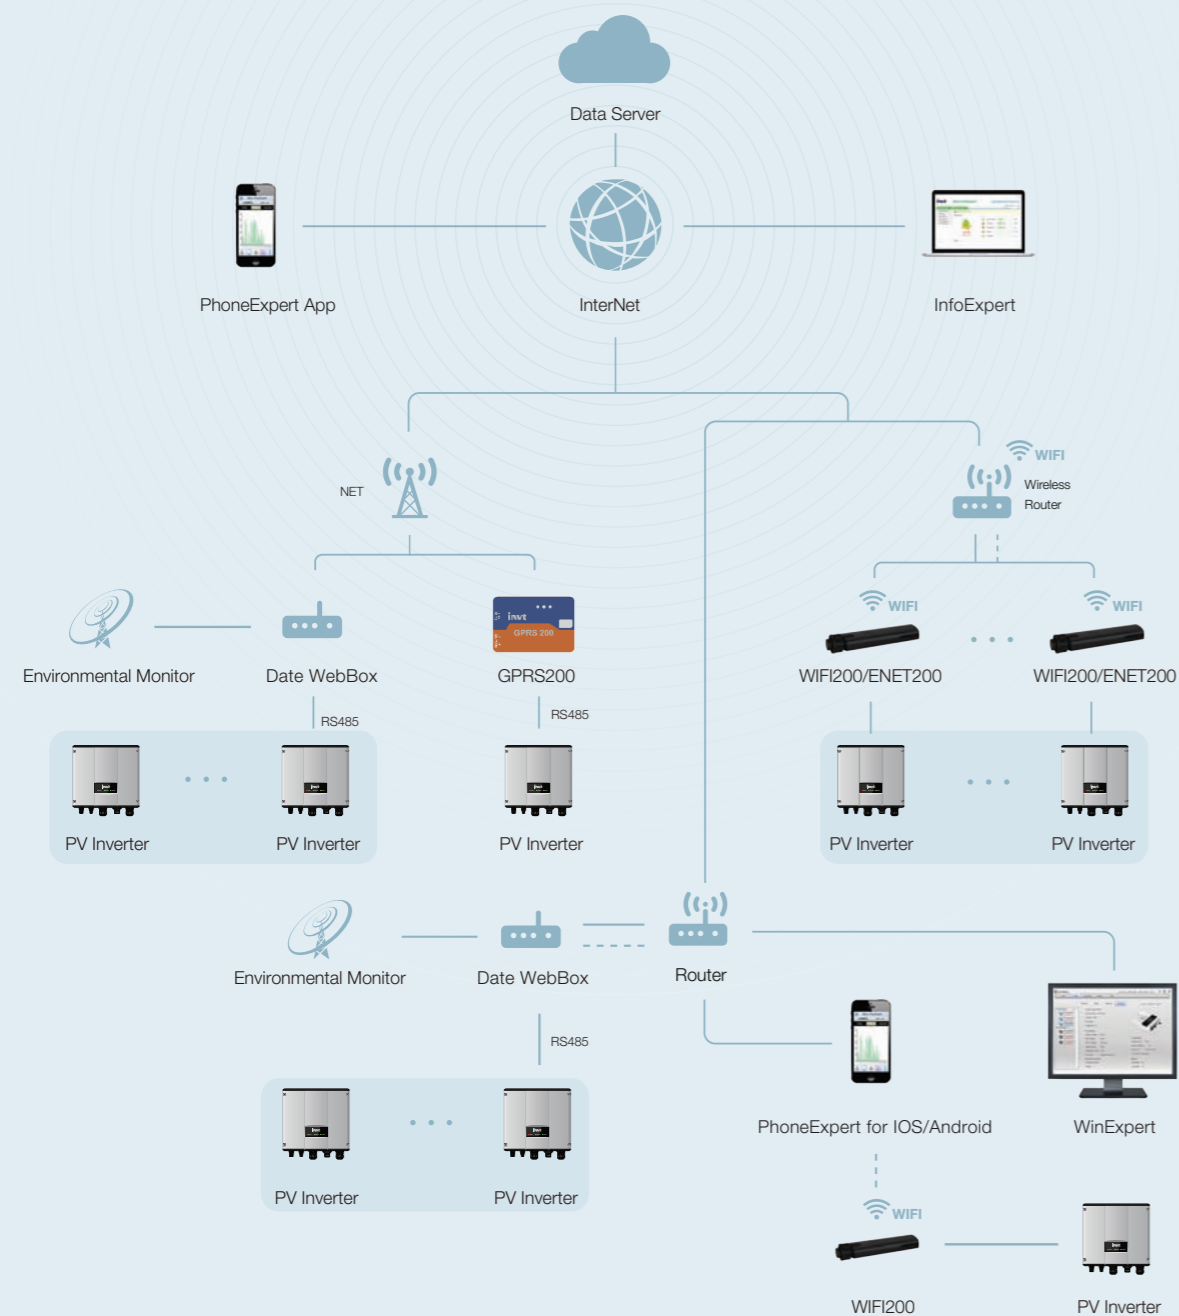 Data Server
PhoneExpert App
InterNet
InfoExpert
WIFI
NET
Wireless
Router
WIFI
WIFI
invt
GPRS 200
Environmental Monitor
Date WebBox
GPRS200
WIFI200/ENET200
WIFI200/ENET200
RS485
RS485
PV Inverter
PV Inverter
PV Inverter
PV Inverter
PV Inverter
Environmental Monitor
Date WebBox
Router
RS485
PhoneExpert for IOS/Android
WinExpert
PV Inverter
PV Inverter
WIFI
WIFI200
PV Inverter